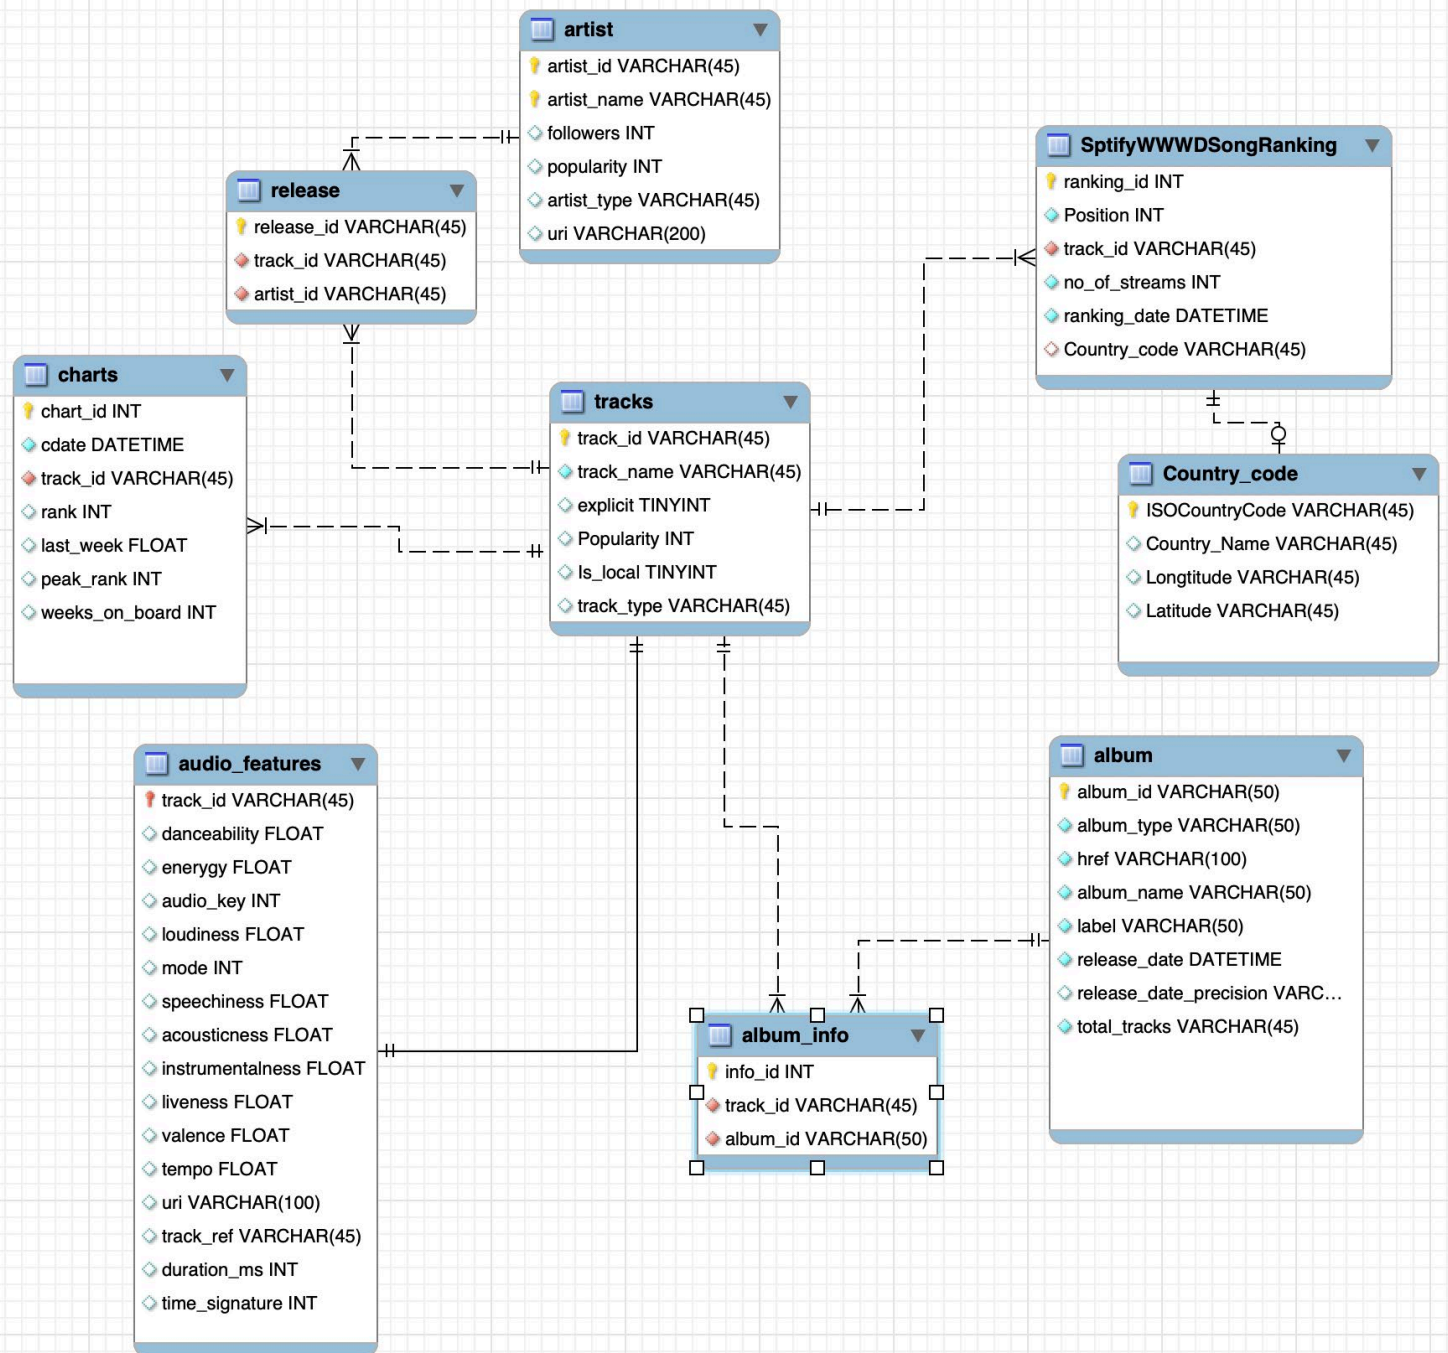 artist
artist_id VARCHAR(45)
artist_name VARCHAR(45)
followers INT
popularity INT
artist_type VARCHAR(45)
uri VARCHAR(200)
release
release_id VARCHAR(45)
track_id VARCHAR(45)
artist_id VARCHAR(45)
SptifyWWWDSongRanking
ranking_id INT
Position INT
track_id VARCHAR(45)
no_of_streams INT
ranking_date DATETIME
Country_code VARCHAR(45)
charts
chart_id INT
cdate DATETIME
track_id VARCHAR(45)
rank INT
last_week FLOAT
peak_rank INT
weeks_on_board INT
tracks
track_id VARCHAR(45)
track_name VARCHAR(45)
explicit TINYINT
Popularity INT
Is_local TINYINT
track_type VARCHAR(45)
Country_code
ISOCountryCode VARCHAR(45)
Country_Name VARCHAR(45)
Longtitude VARCHAR(45)
Latitude VARCHAR(45)
audio_features
track_id VARCHAR(45)
danceability FLOAT
enerygy FLOAT
audio_key INT
loudiness FLOAT
mode INT
speechiness FLOAT
acousticness FLOAT
instrumentalness FLOAT
liveness FLOAT
valence FLOAT
tempo FLOAT
uri VARCHAR(100)
track_ref VARCHAR(45)
duration_ms INT
time_signature INT
album
album_id VARCHAR(50)
album_type VARCHAR(50)
href VARCHAR(100)
album_name VARCHAR(50)
label VARCHAR(50)
release_date DATETIME
release_date_precision VARC...
total_tracks VARCHAR(45)
album_info
info_id INT
track_id VARCHAR(45)
album_id VARCHAR(50)